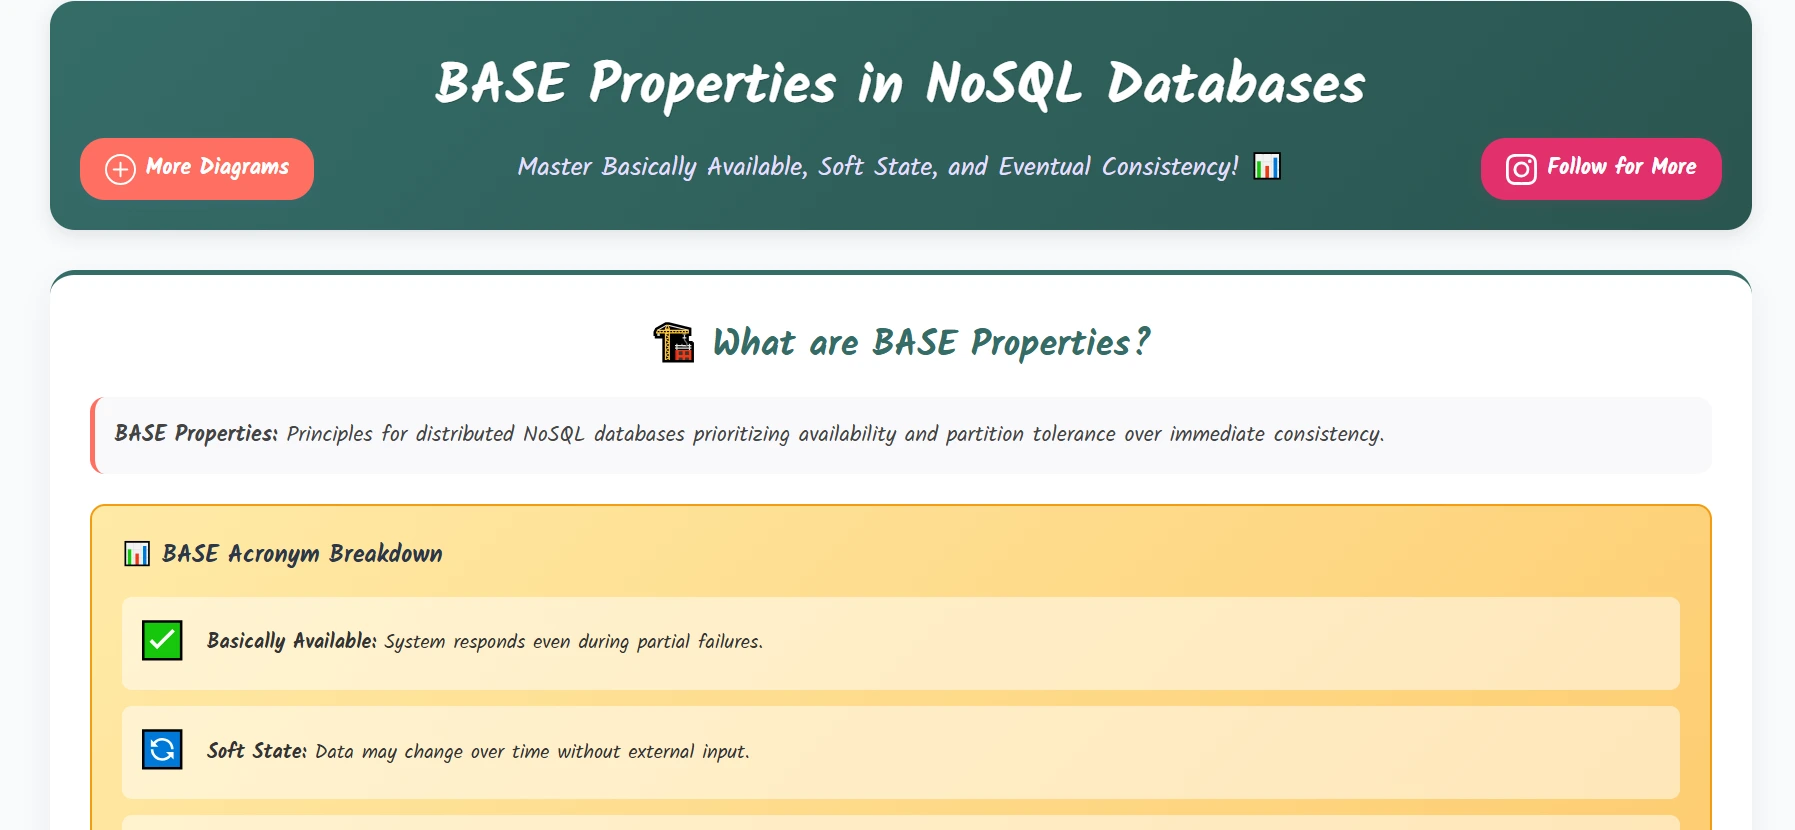 BASE Properties in NoSQL Databases
More Diagrams
Master Basically Available, Soft State, and Eventual Consistency!
Follow for More
What are BASE Properties?
BASE Properties: Principles for distributed NoSQL databases prioritizing availability and partition tolerance over immediate consistency.
BASE Acronym Breakdown
Basically Available: System responds even during partial failures.
Soft State: Data may change over time without external input.